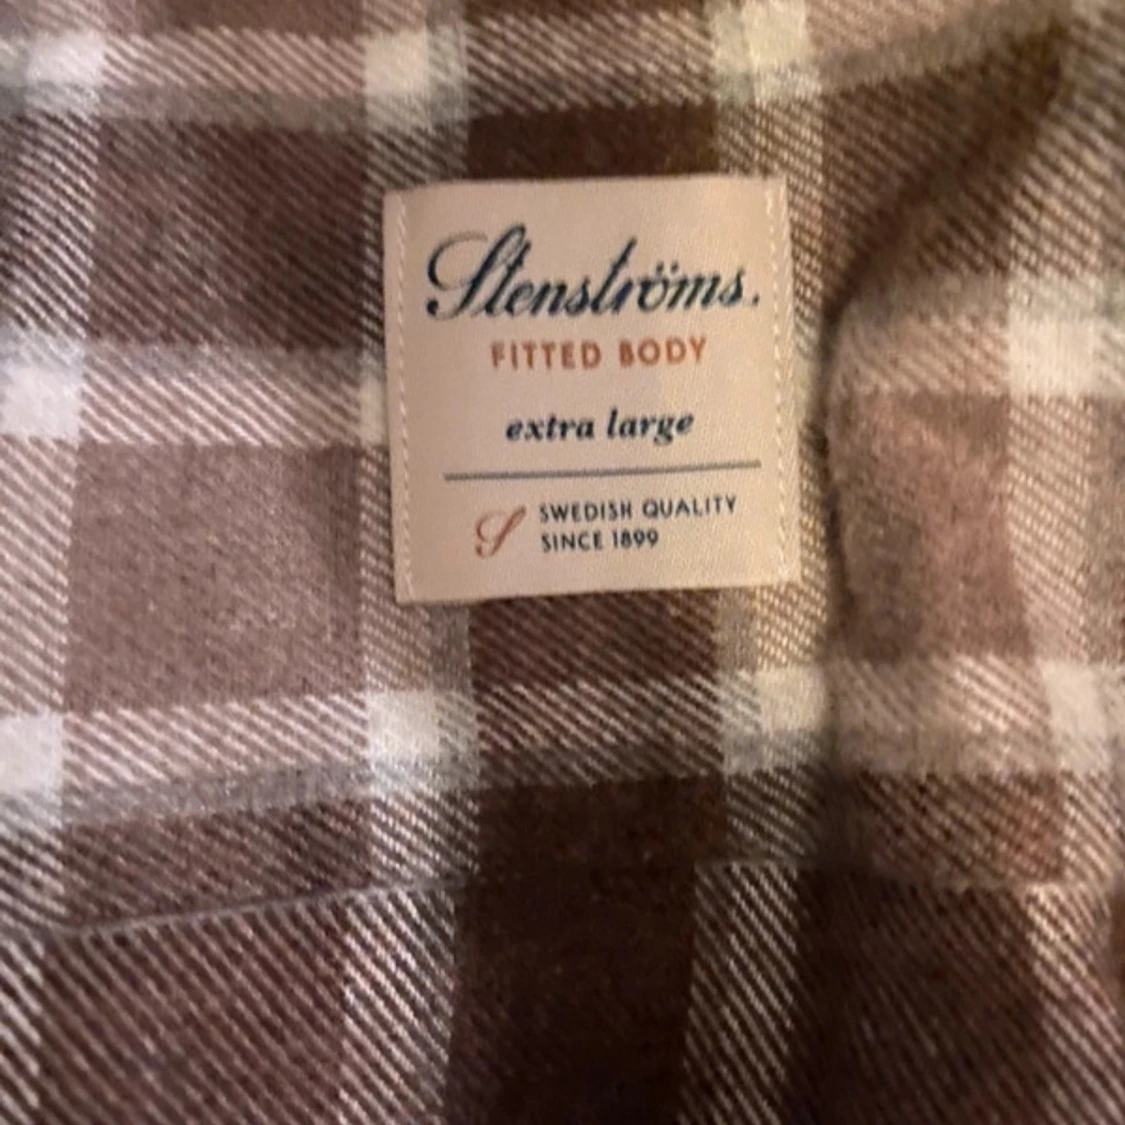 Stenströms.
FITTED BODY
extra large
S SWEDISH QUALITY
SINCE 1899